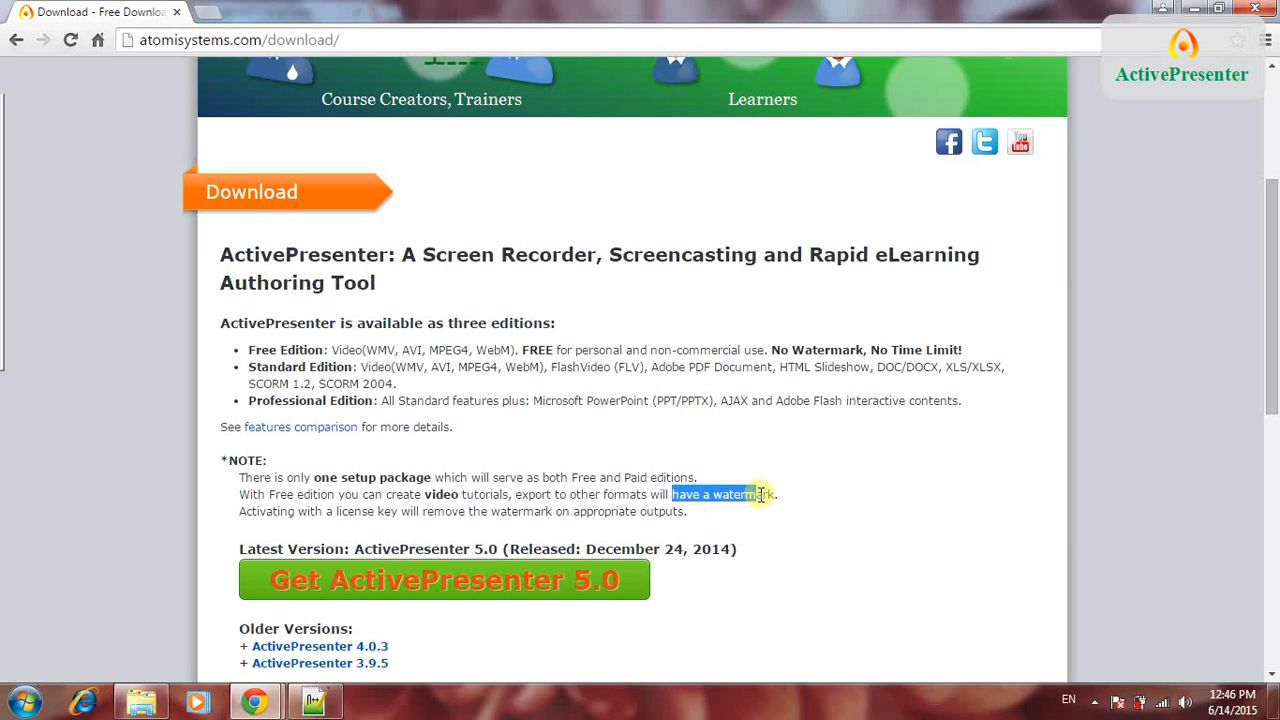 Download - Free Downloa
atomisystems.com/download/
ActivePresenter
Course Creators, Trainers
Learners
You
Tube
Download
ActivePresenter: A Screen Recorder, Screencasting and Rapid eLearning
Authoring Tool
ActivePresenter is available as three editions:
• Free Edition: Video(WMV, AVI, MPEG4, WebM). FREE for personal and non-commercial use. No Watermark, No Time Limit!
• Standard Edition: Video(WMV, AVI, MPEG4, WebM), FlashVideo (FLV), Adobe PDF Document, HTML Slideshow, DOC/DOCX, XLS/XLSX,
SCORM 1.2, SCORM 2004.
• Professional Edition: All Standard features plus: Microsoft PowerPoint (PPT/PPTX), AJAX and Adobe Flash interactive contents.
See features comparison for more details.
*NOTE:
There is only one setup package which will serve as both Free and Paid editions.
With Free edition you can create video tutorials, export to other formats will have a watermark.
Activating with a license key will remove the watermark on appropriate outputs.
Latest Version: ActivePresenter 5.0 (Released: December 24, 2014)
Get ActivePresenter 5.0
Older Versions:
+ ActivePresenter 4.0.3
+ ActivePresenter 3.9.5
EN
12:46 PM
6/14/2015